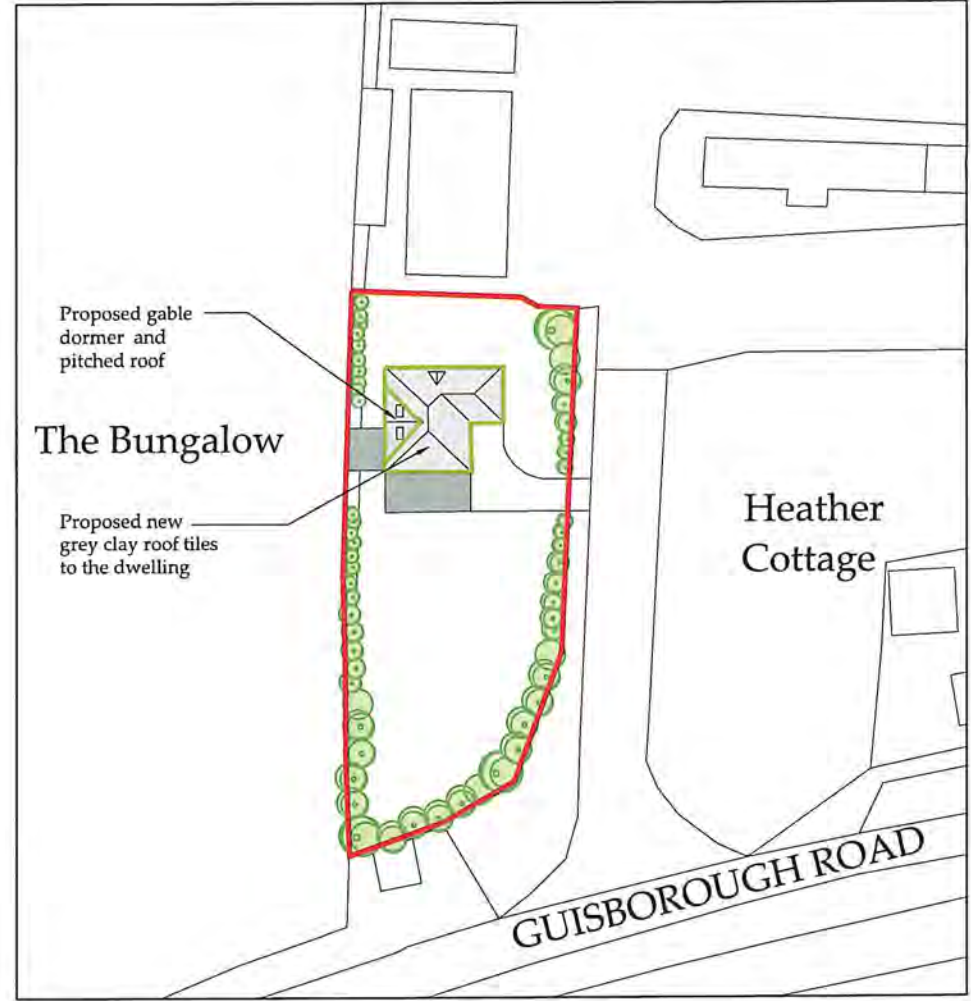 Proposed gable
dormer and
pitched roof
The Bungalow
Proposed new
grey clay roof tiles
to the dwelling
Heather
Cottage
GUISBOROUGH ROAD